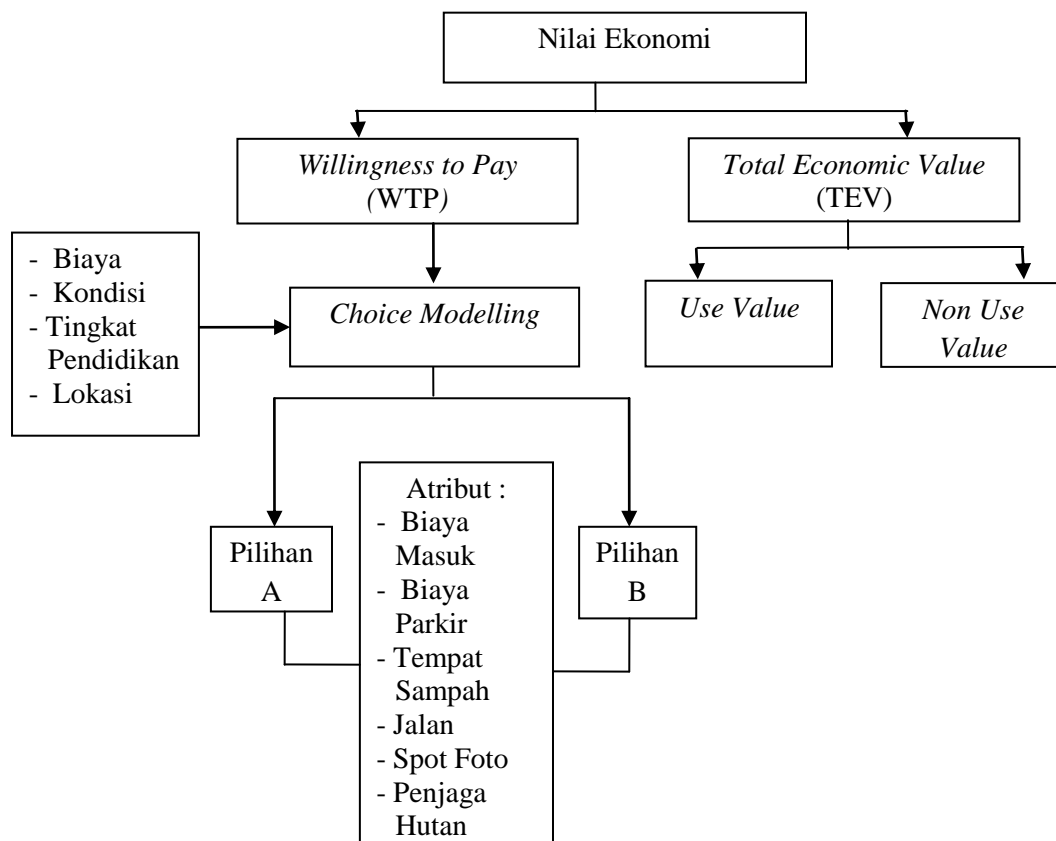 Nilai Ekonomi
Willingness to Pay
(WTP)
Total Economic Value
(TEV)
- Biaya
- Kondisi
- Tingkat
Pendidikan
- Lokasi
Choice Modelling
Use Value
Non Use
Value
Pilihan
A
Atribut :
- Biaya
Masuk
- Biaya
Parkir
- Tempat
Sampah
- Jalan
- Spot Foto
- Penjaga
Hutan
Pilihan
B